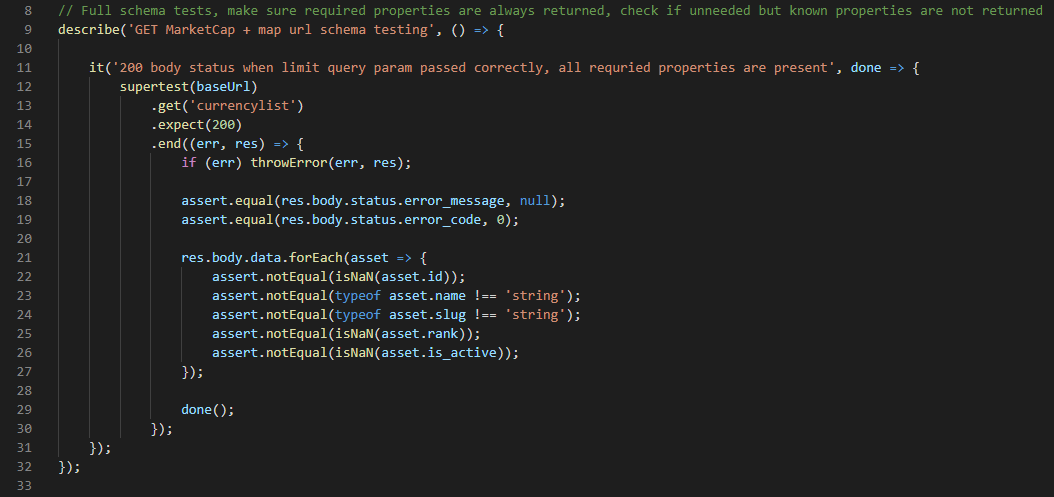 8 // Full schema tests, make sure required properties are always returned, check if unneeded but known properties are not returned
9 describe('GET MarketCap + map url schema testing', () => {
10
11     it('200 body status when limit query param passed correctly, all requried properties are present', done => {
12         supertest(baseUrl)
13             .get('currencylist')
14             .expect(200)
15             .end((err, res) => {
16                 if (err) throwError(err, res);
17
18                 assert.equal(res.body.status.error_message, null);
19                 assert.equal(res.body.status.error_code, 0);
20
21                 res.body.data.forEach(asset => {
22                     assert.notEqual(isNaN(asset.id));
23                     assert.notEqual(typeof asset.name !== 'string');
24                     assert.notEqual(typeof asset.slug !== 'string');
25                     assert.notEqual(isNaN(asset.rank));
26                     assert.notEqual(isNaN(asset.is_active));
27                 });
28
29                 done();
30             });
31     });
32 });
33